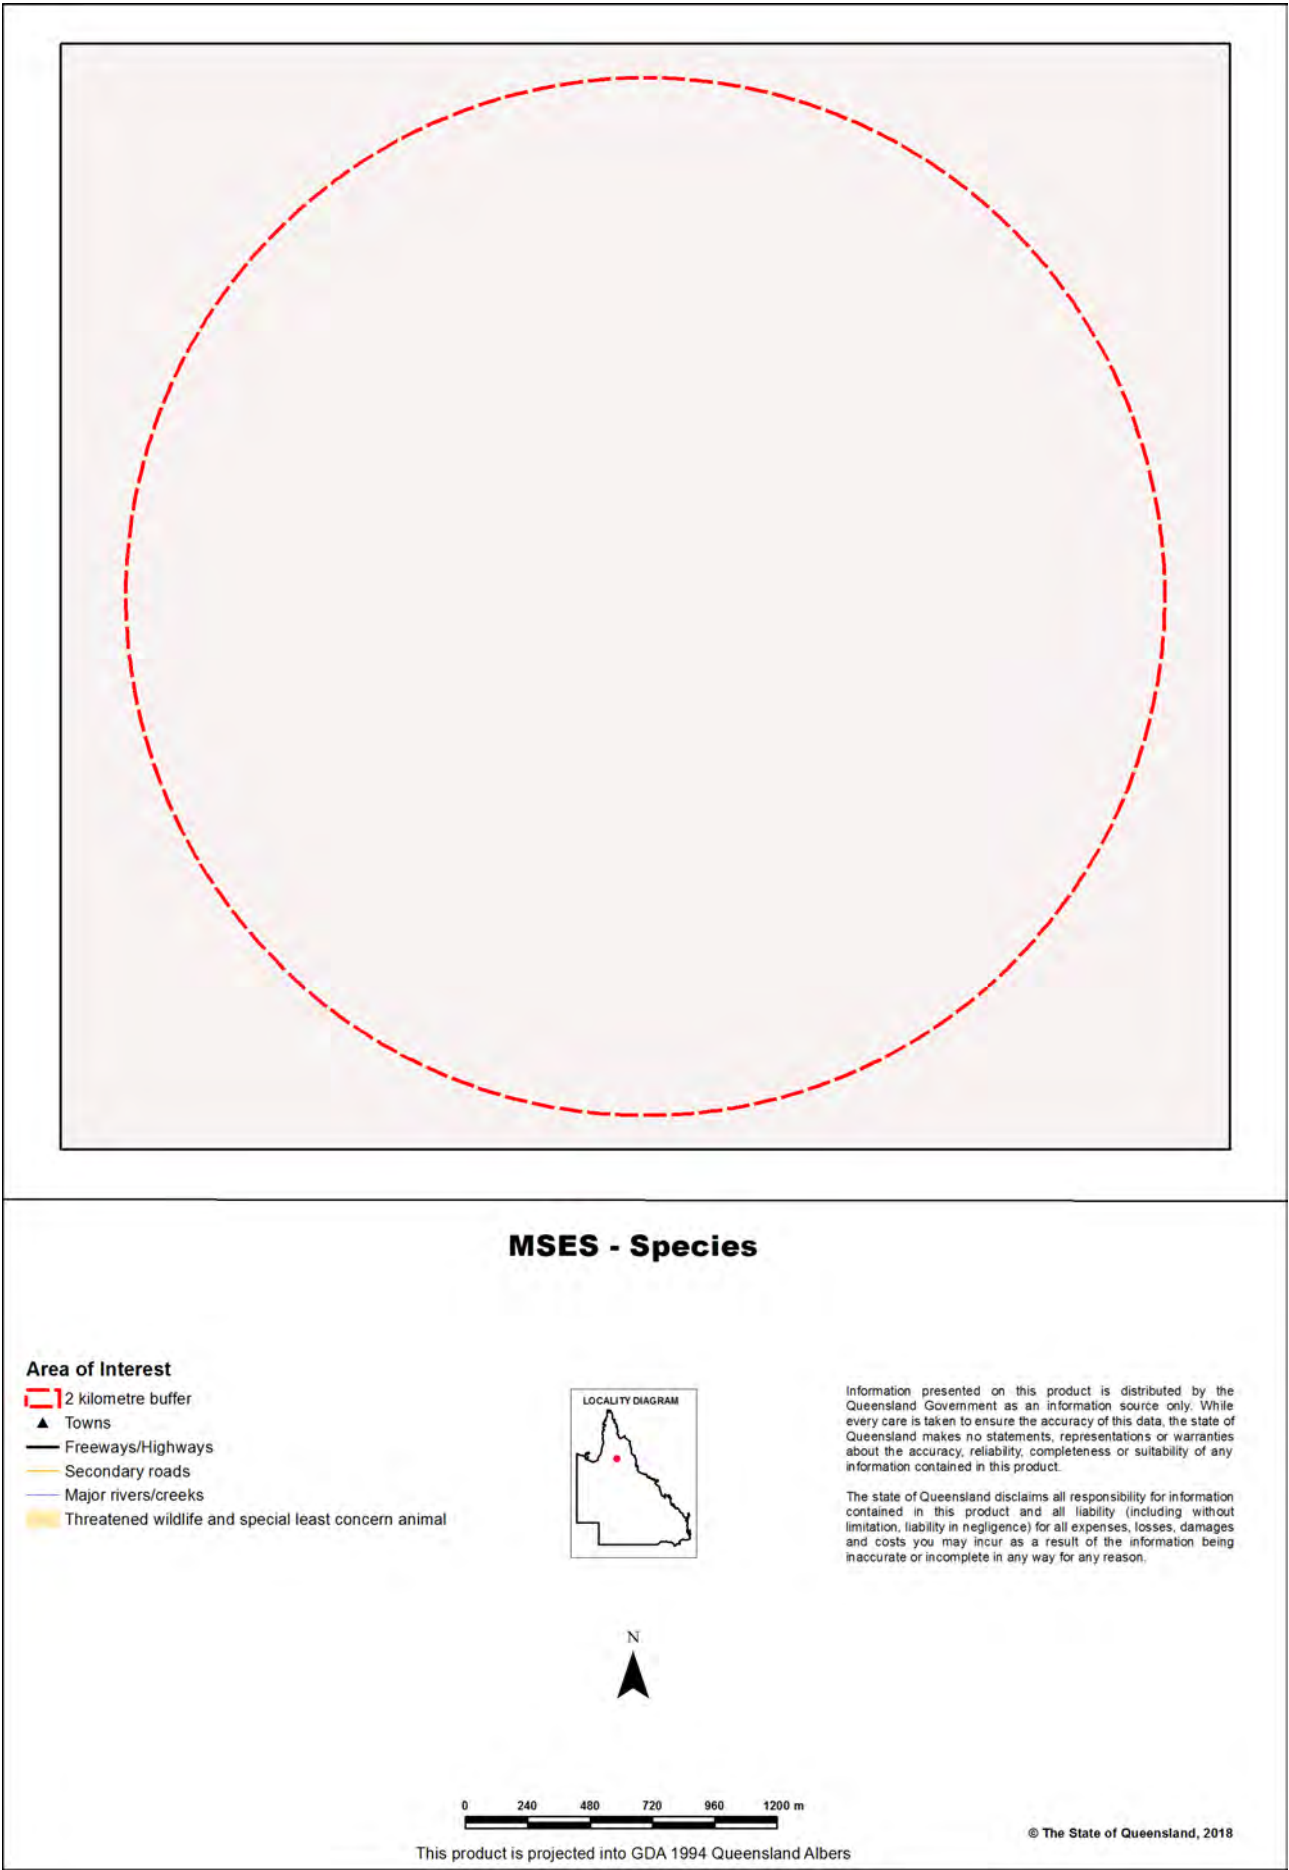 MSES - Species
Area of Interest
2 kilometre buffer
Towns
Freeways/Highways
Secondary roads
Major rivers/creeks
Threatened wildlife and special least concern animal
LOCALITY DIAGRAM
Information presented on this product is distributed by the
Queensland Government as an information source only. While
every care is taken to ensure the accuracy of this data, the state of
Queensland makes no statements, representations or warranties
about the accuracy, reliability, completeness or suitability of any
information contained in this product.
The state of Queensland disclaims all responsibility for information
contained in this product and all liability (including without
limitation, liability in negligence) for all expenses, losses, damages
and costs you may incur as a result of the information being
inaccurate or incomplete in any way for any reason.
N
0 240 480 720 960 1200 m
This product is projected into GDA 1994 Queensland Albers
© The State of Queensland, 2018